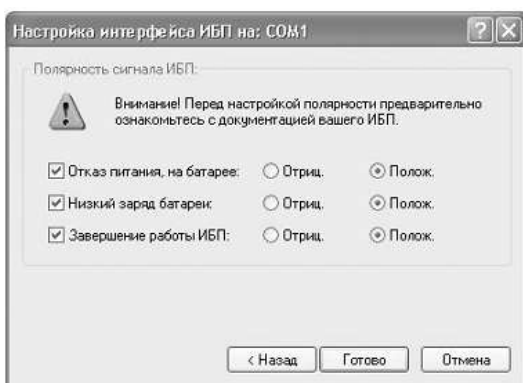 Настройка интерфейса ИБП на: COM1
Полярность сигнала ИБП:
Внимание! Перед настройкой полярности предварительно
ознакомьтесь с документацией вашего ИБП.
Отказ питания, на батарее: Отриц. Полож.
Низкий заряд батареи: Отриц. Полож.
Завершение работы ИБП: Отриц. Полож.
< Назад Готово Отмена